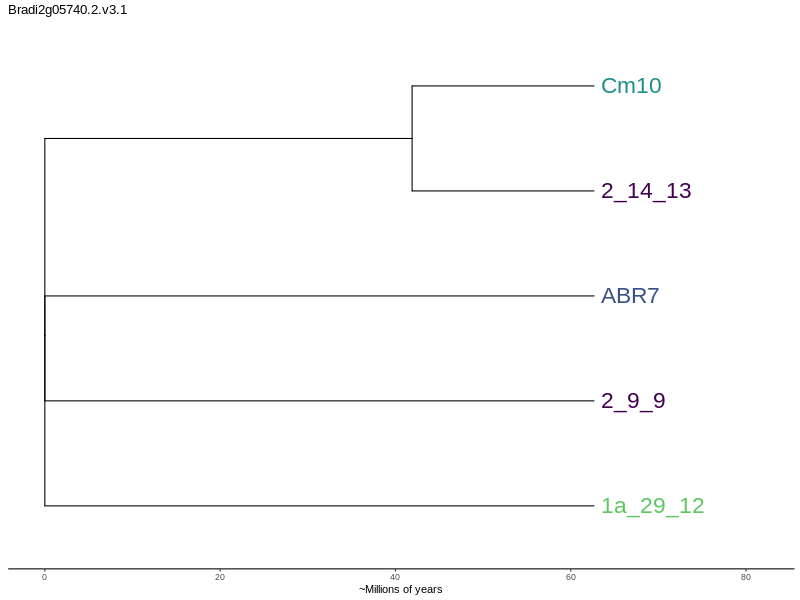 Bradi2g05740.2.v3.1
Cm10
2_14_13
ABR7
2_9_9
1a_29_12
0 20 40 60 80
~Millions of years